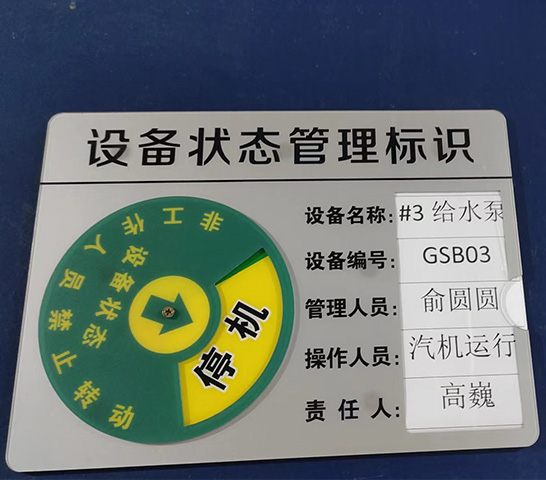 设备状态管理标识
非工作人员禁止转动
设备状态
停机
设备名称: #3 给水泵
设备编号: GSB03
管理人员: 俞圆圆
操作人员: 汽机运行
责任人: 高巍